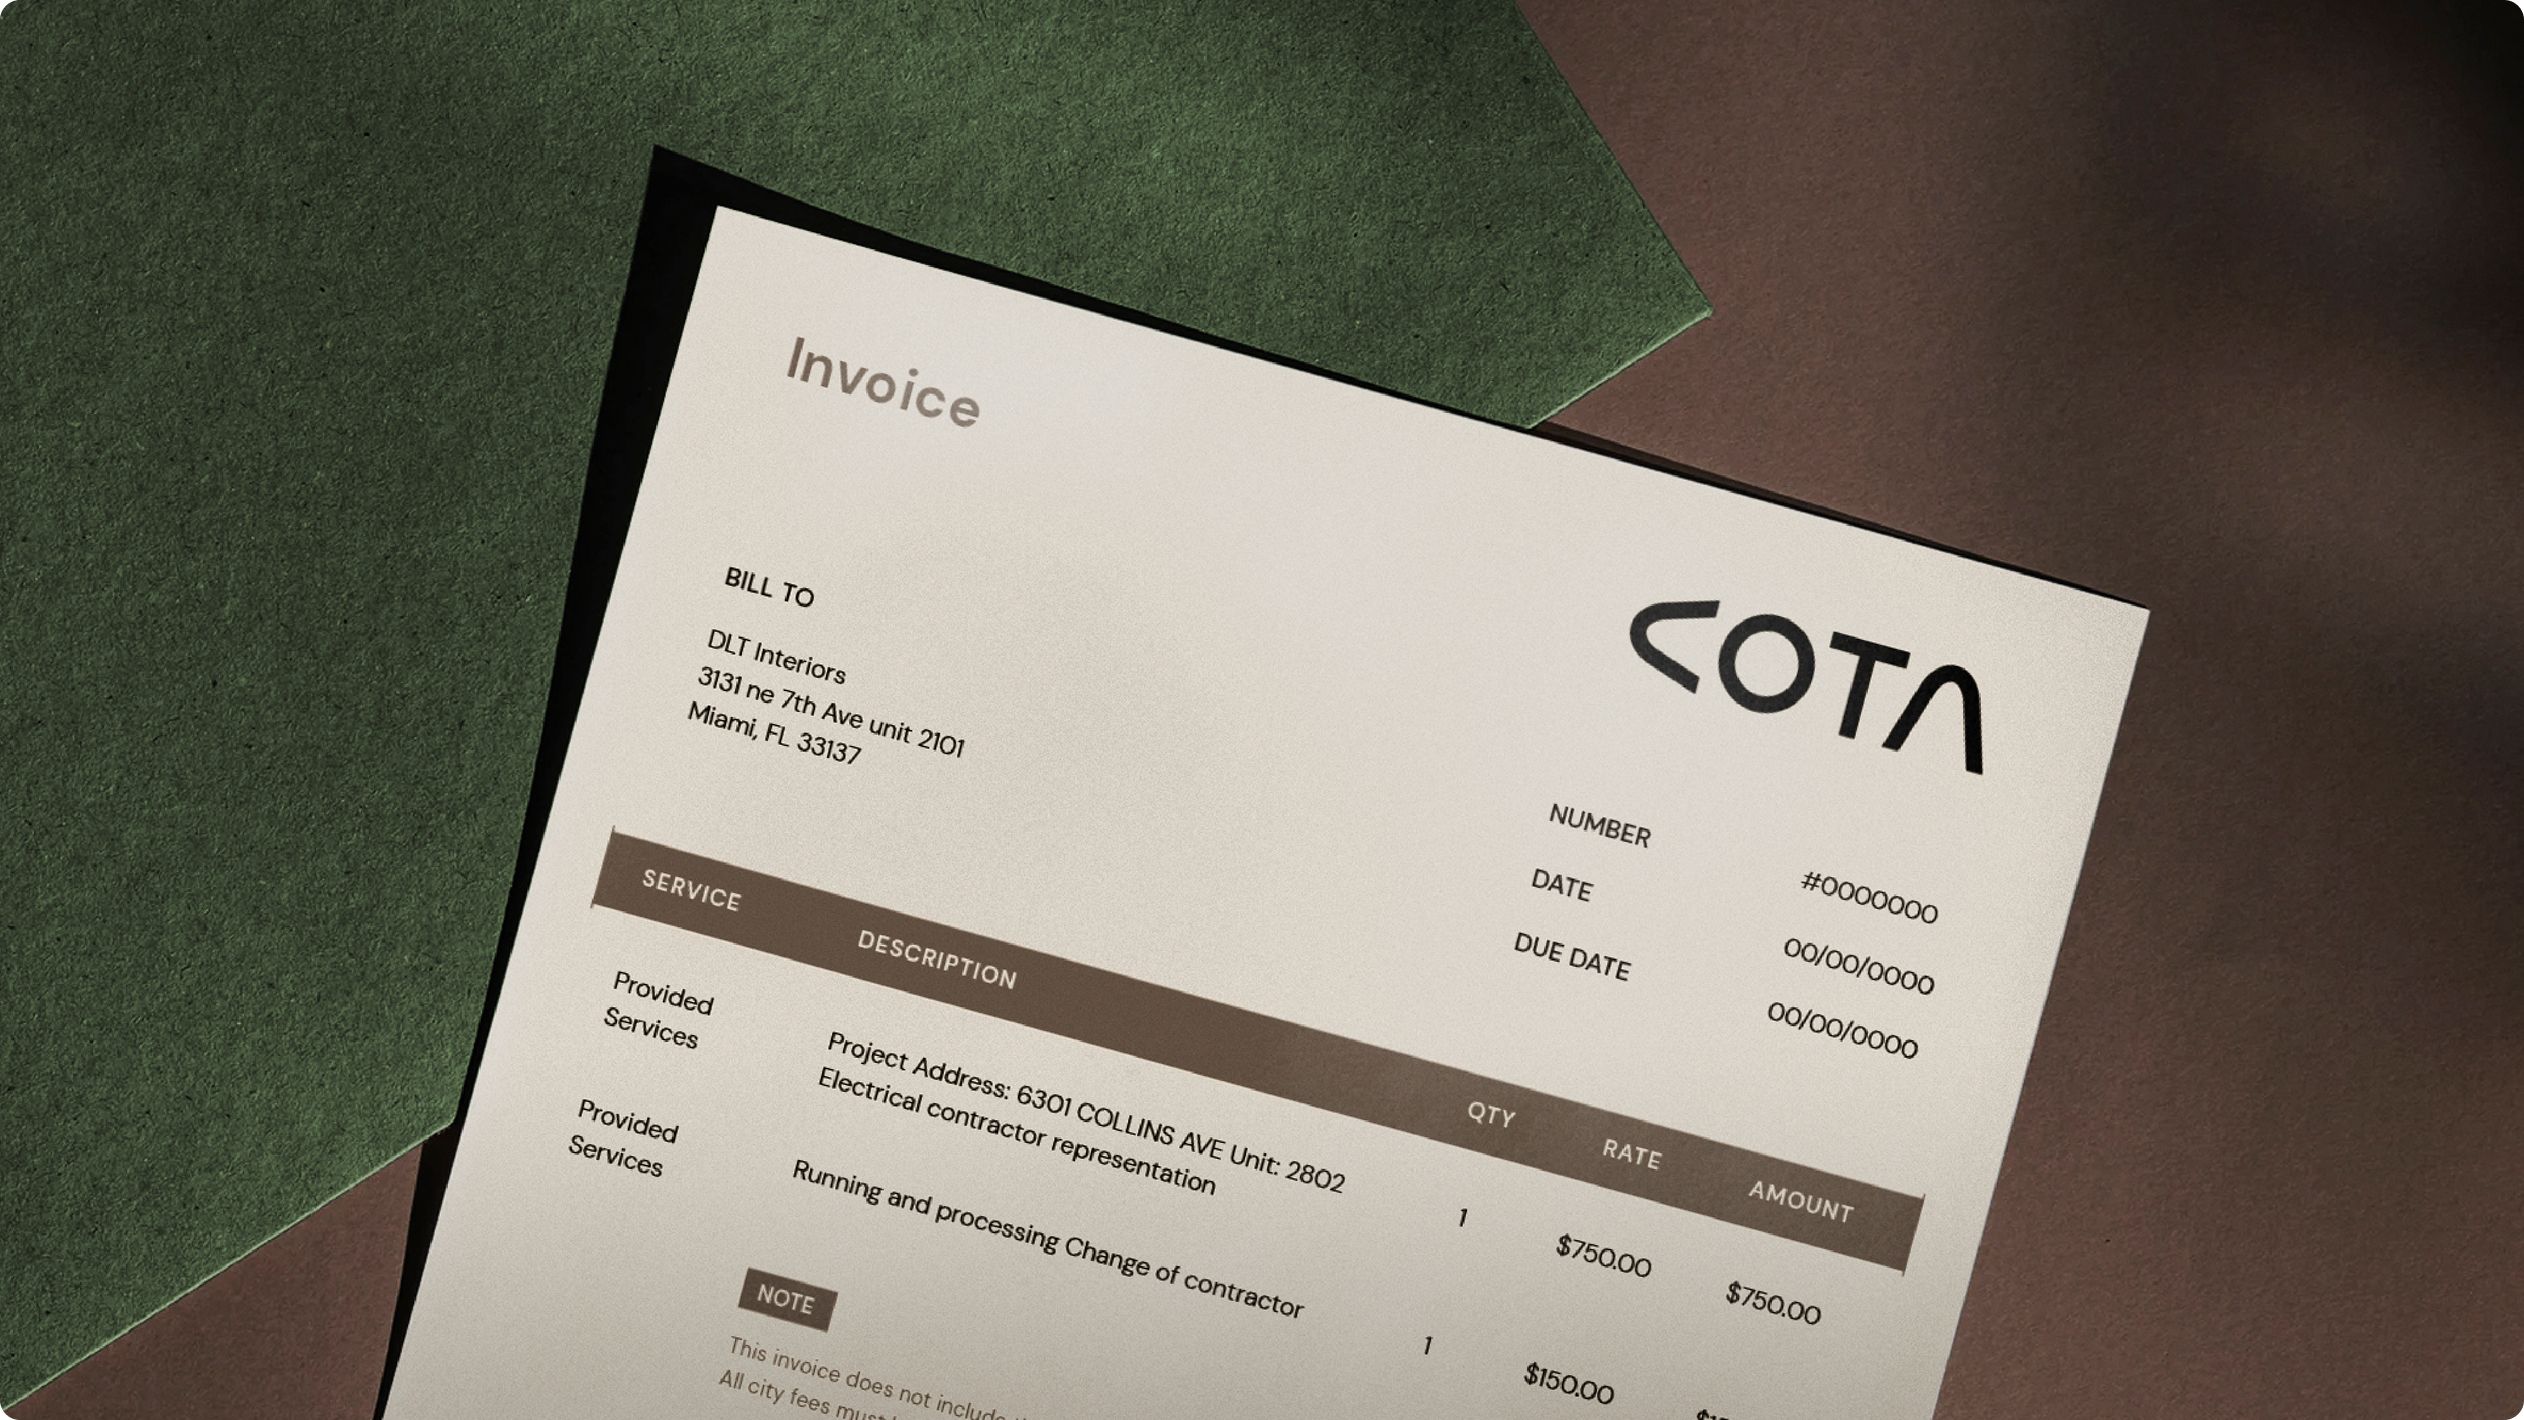 Invoice
COTA
BILL TO
DLT Interiors
3131 ne 7th Ave unit 2101
Miami, FL 33137
NUMBER #0000000
DATE 00/00/0000
DUE DATE 00/00/0000
SERVICE DESCRIPTION QTY RATE AMOUNT
Provided Project Address: 6301 COLLINS AVE Unit: 2802 1 $750.00 $750.00
Services Electrical contractor representation
Provided Running and processing Change of contractor 1 $150.00
Services
NOTE
This invoice does not include
All city fees must